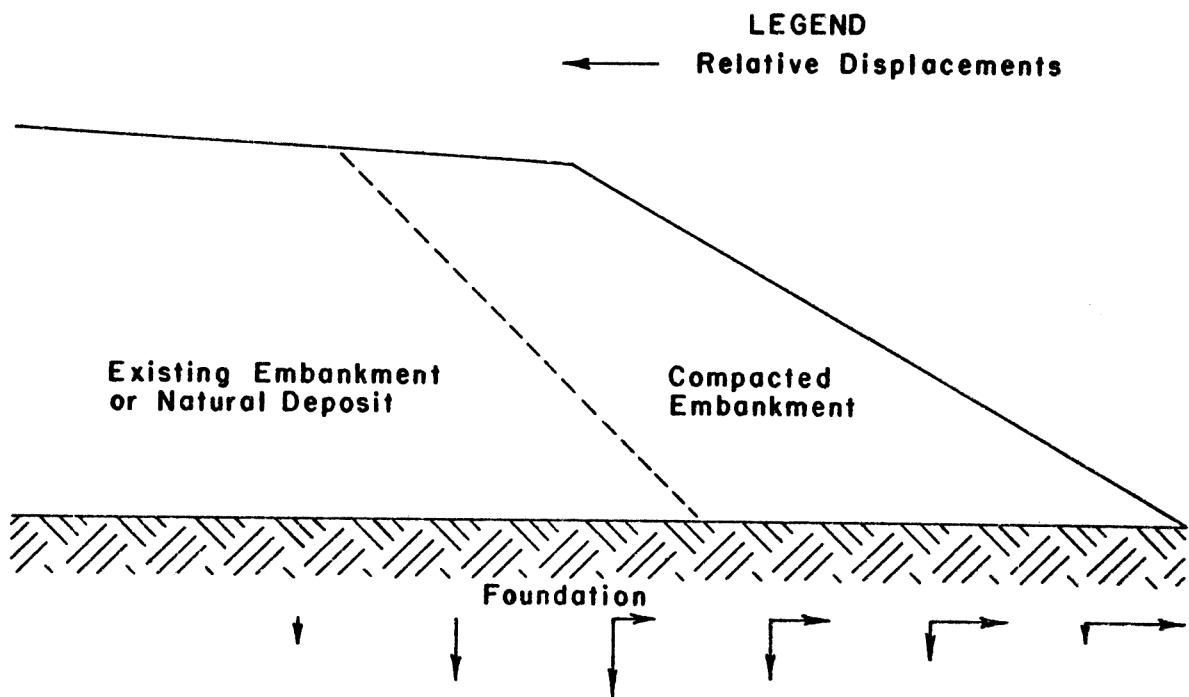 LEGEND
Relative Displacements
Existing Embankment
or Natural Deposit
Compacted
Embankment
Foundation